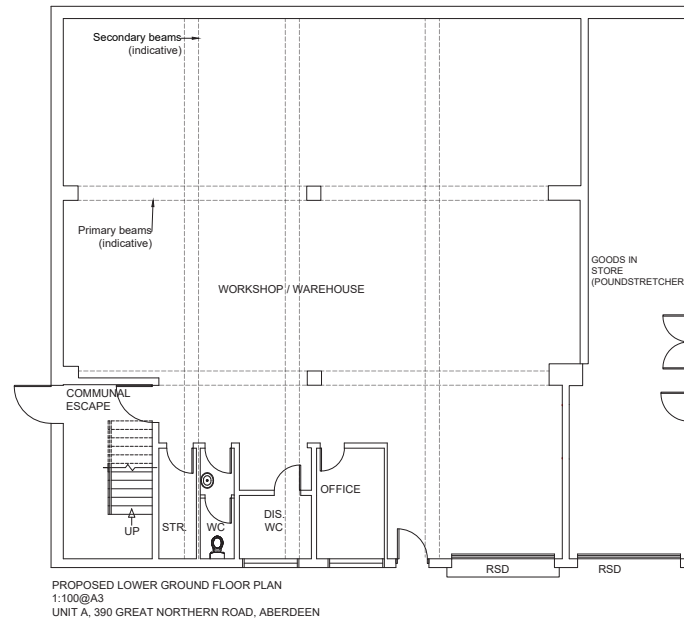 Secondary beams
(indicative)
Primary beams
(indicative)
WORKSHOP / WAREHOUSE
GOODS IN
STORE
(POUNDSTRETCHER
COMMUNAL
ESCAPE
OFFICE
UP
STR.
WC
DIS.
WC
RSD
RSD
PROPOSED LOWER GROUND FLOOR PLAN
1:100@A3
UNIT A, 390 GREAT NORTHERN ROAD, ABERDEEN